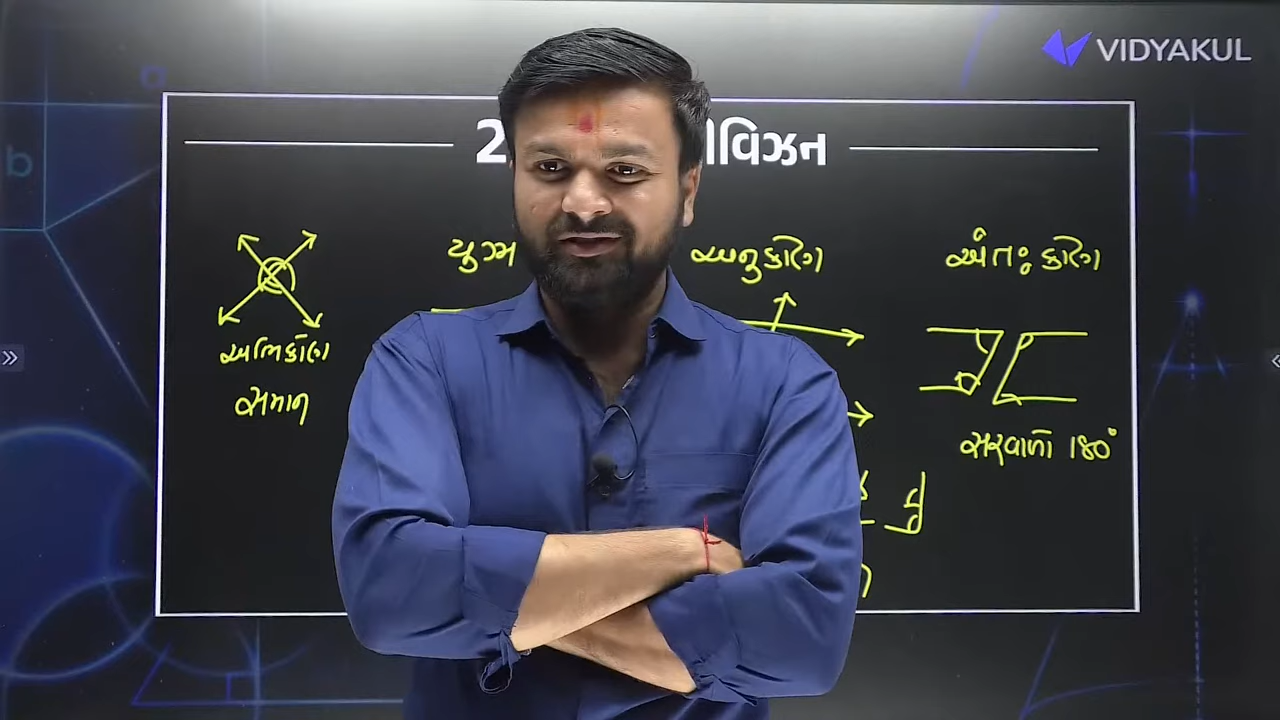 VIDYAKUL
2 વિઝન
યુગ્મ
અનુકોણ
અંતઃકોણ
અભિકોણ
સમાન
સરવાળો 180°